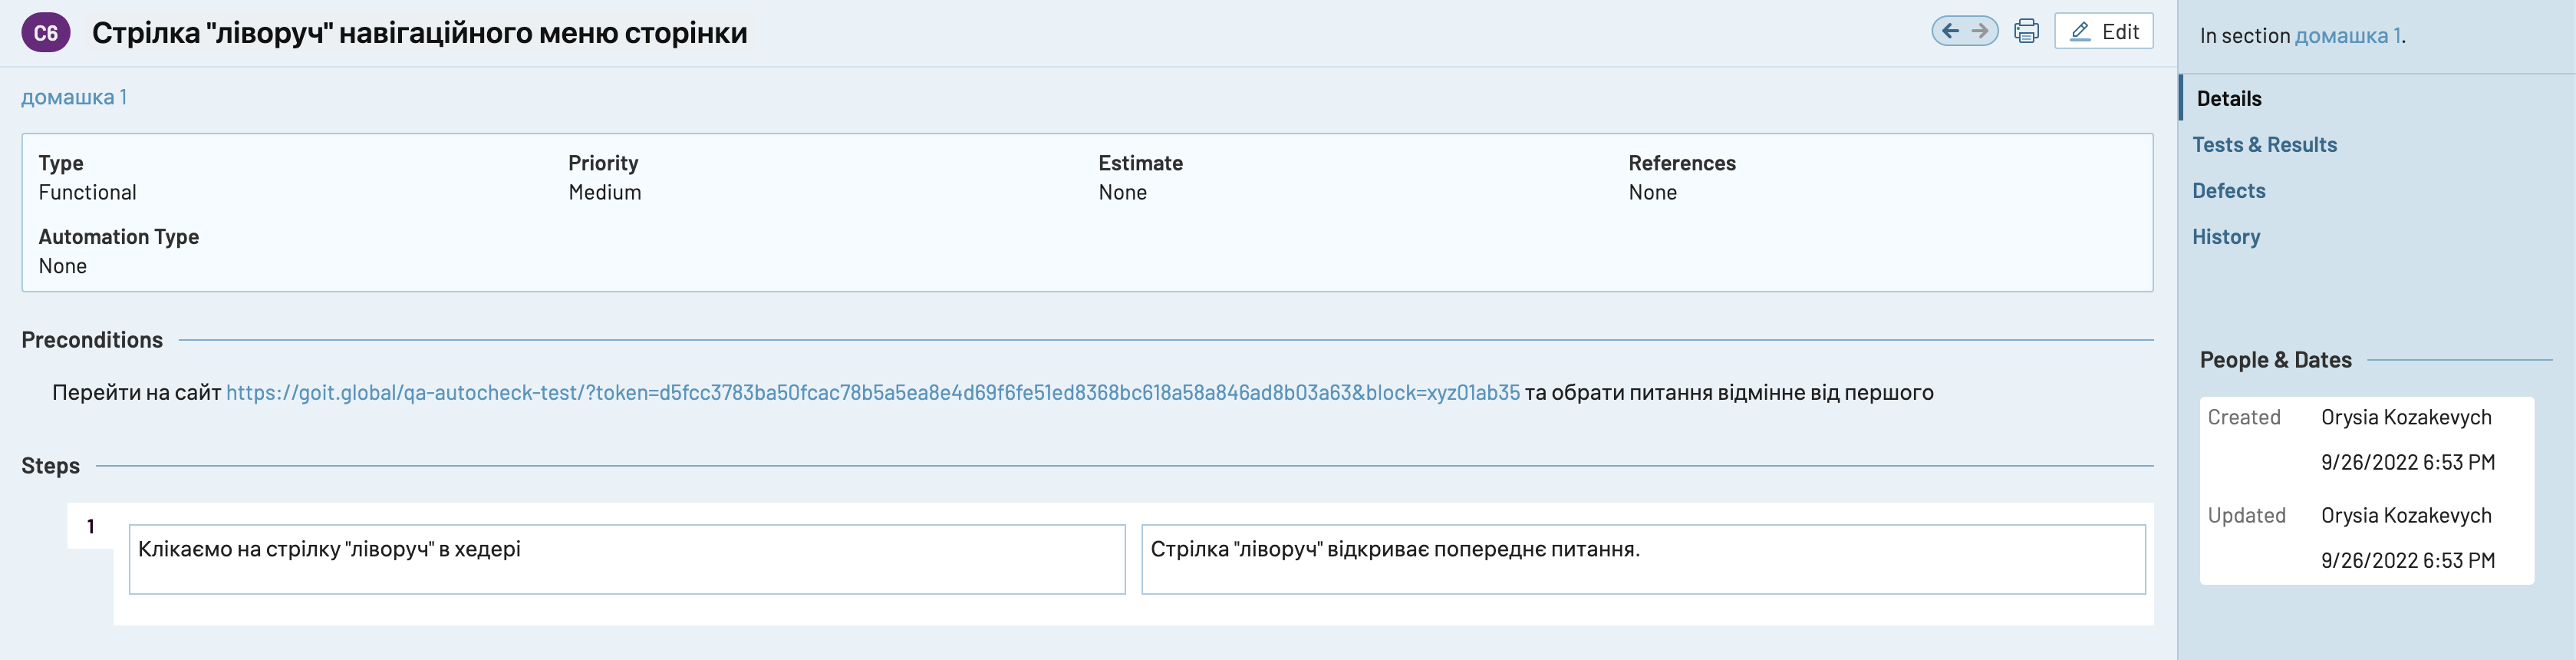 C6 Стрілка "ліворуч" навігаційного меню сторінки
Edit
домашка 1
Type Priority Estimate References
Functional Medium None None
Automation Type
None
Preconditions
Перейти на сайт https://goit.global/qa-autocheck-test/?token=d5fcc3783ba50fcac78b5a5ea8e4d69f6fe51ed8368bc618a58a846ad8b03a63&block=xyz01ab35 та обрати питання відмінне від першого
Steps
1
Клікаємо на стрілку "ліворуч" в хедері
Стрілка "ліворуч" відкриває попереднє питання.
In section домашка 1.
Details
Tests & Results
Defects
History
People & Dates
Created Orysia Kozakevych
9/26/2022 6:53 PM
Updated Orysia Kozakevych
9/26/2022 6:53 PM